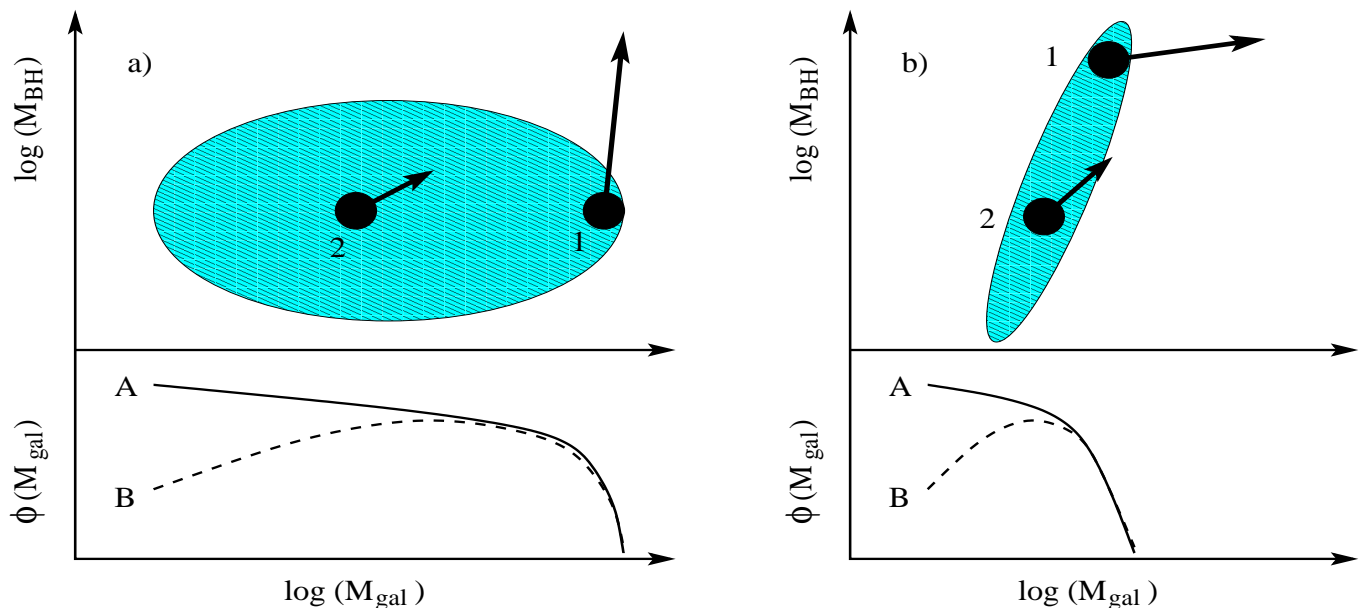 a)
log (M_BH)
1
2
A
B
ϕ (M_gal)
log (M_gal)
b)
log (M_BH)
1
2
A
B
ϕ (M_gal)
log (M_gal)